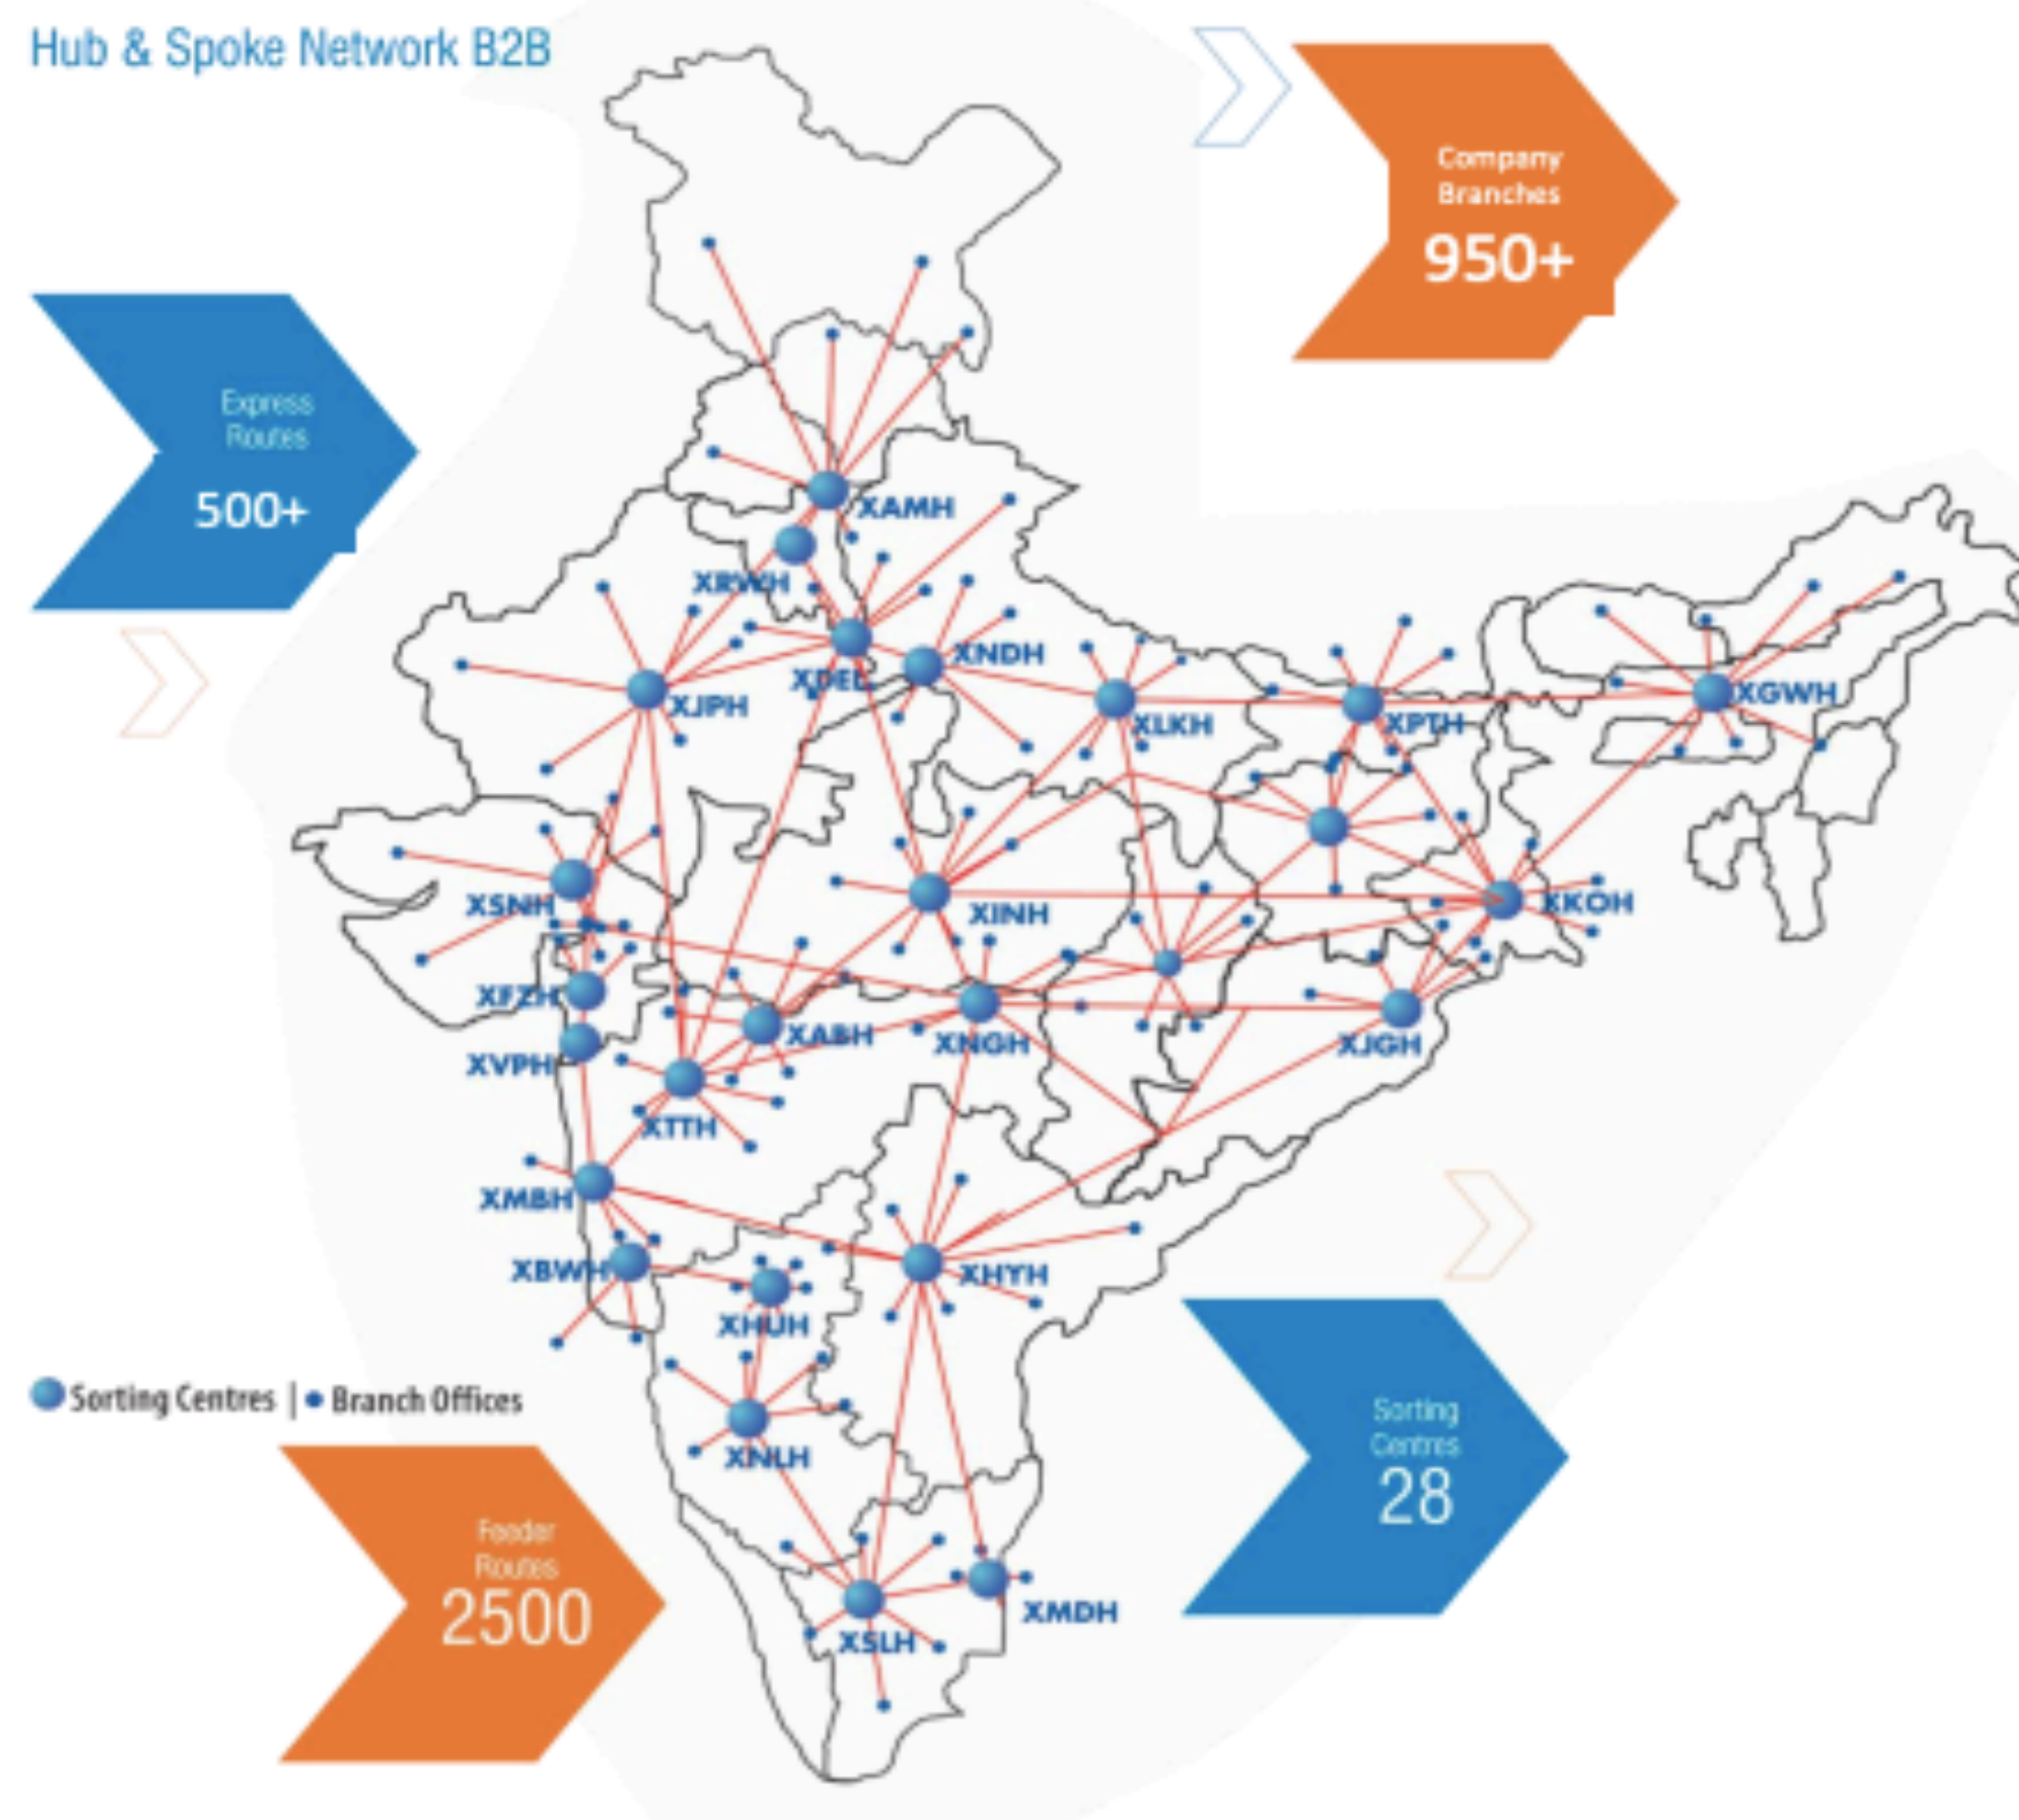 Hub & Spoke Network B2B
Company
Branches
950+
Express
Routes
500+
XAMH
XRWH
XNDH
XDEL
XJPH
XLKH
XPTH
XGWH
XSNH
XINH
XKOH
XFZH
XABH
XNGH
XJGH
XVPH
XTTH
XMBH
XBWH
XHYH
XHUH
Sorting Centres | Branch Offices
XNLH
Sorting
Centres
28
Feeder
Routes
2500
XMDH
XSLH